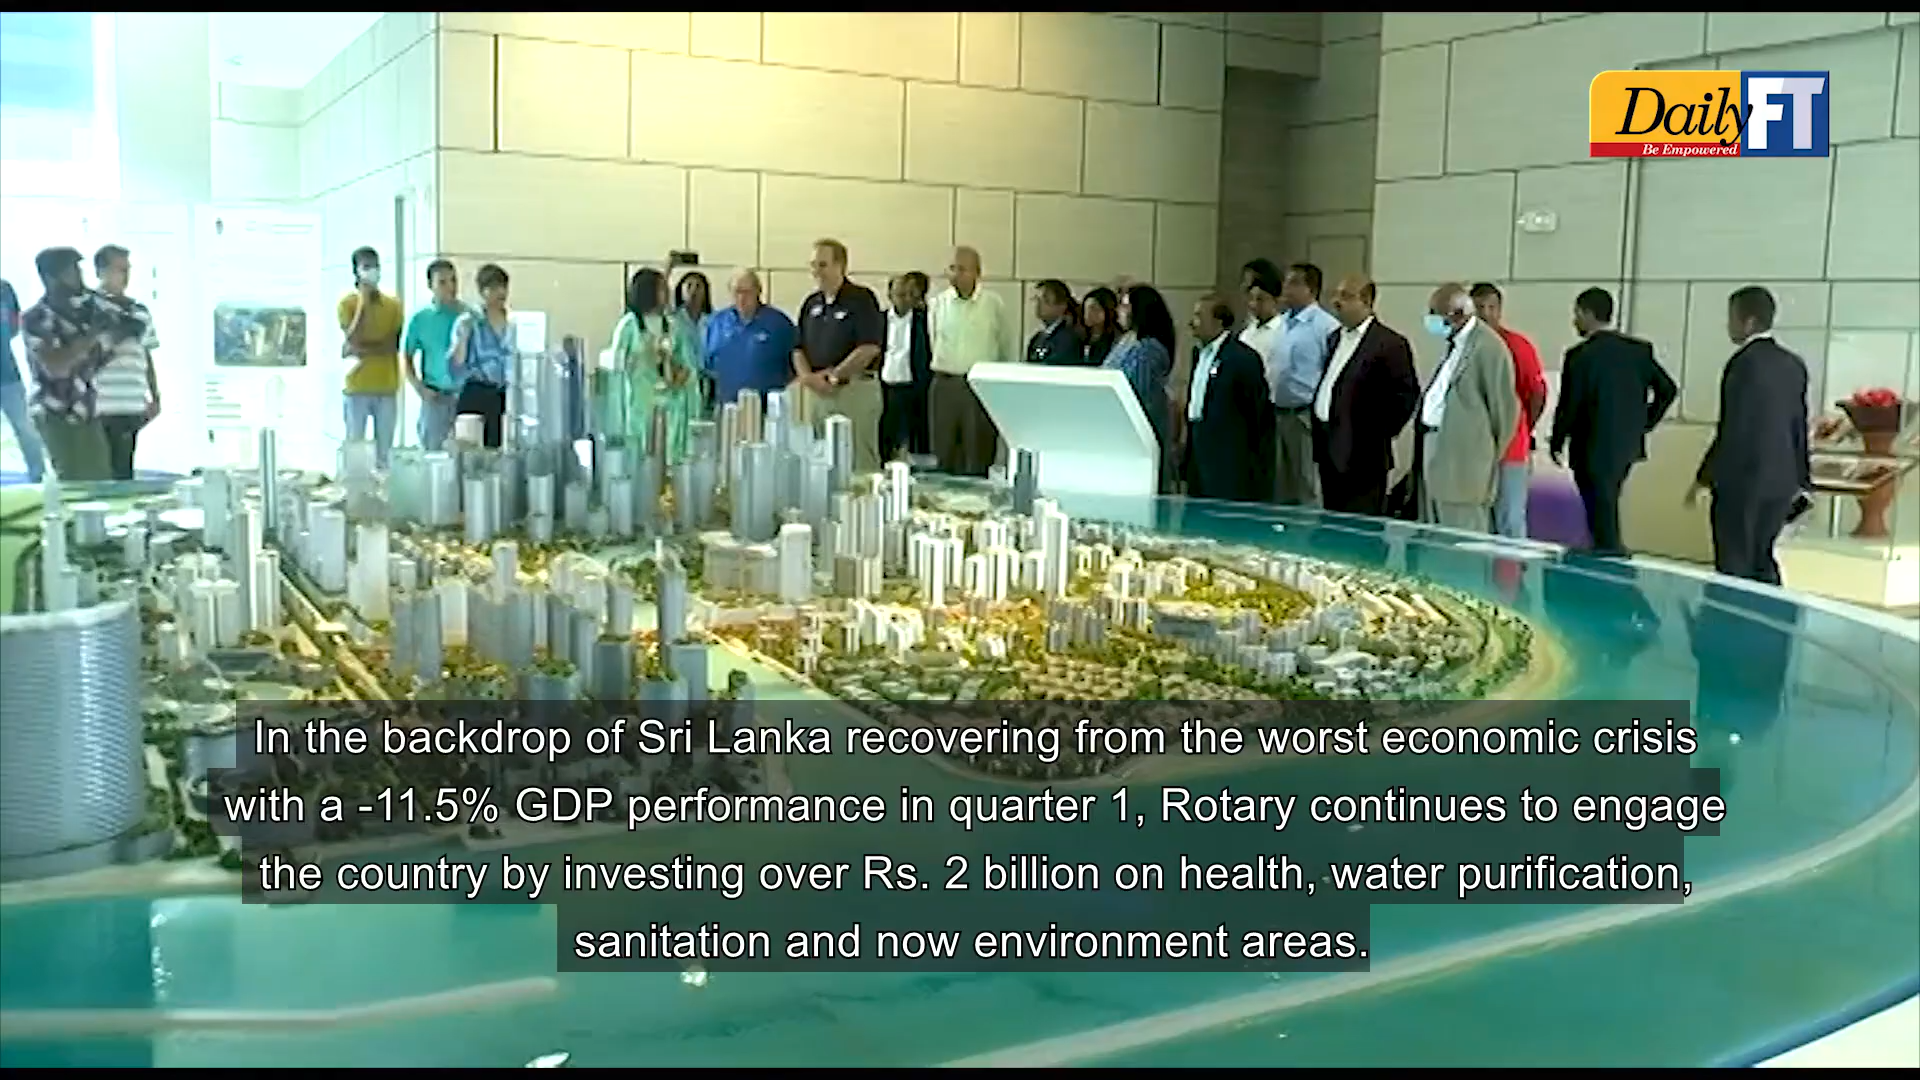 Daily FT
Be Empowered
In the backdrop of Sri Lanka recovering from the worst economic crisis
with a -11.5% GDP performance in quarter 1, Rotary continues to engage
the country by investing over Rs. 2 billion on health, water purification,
sanitation and now environment areas.